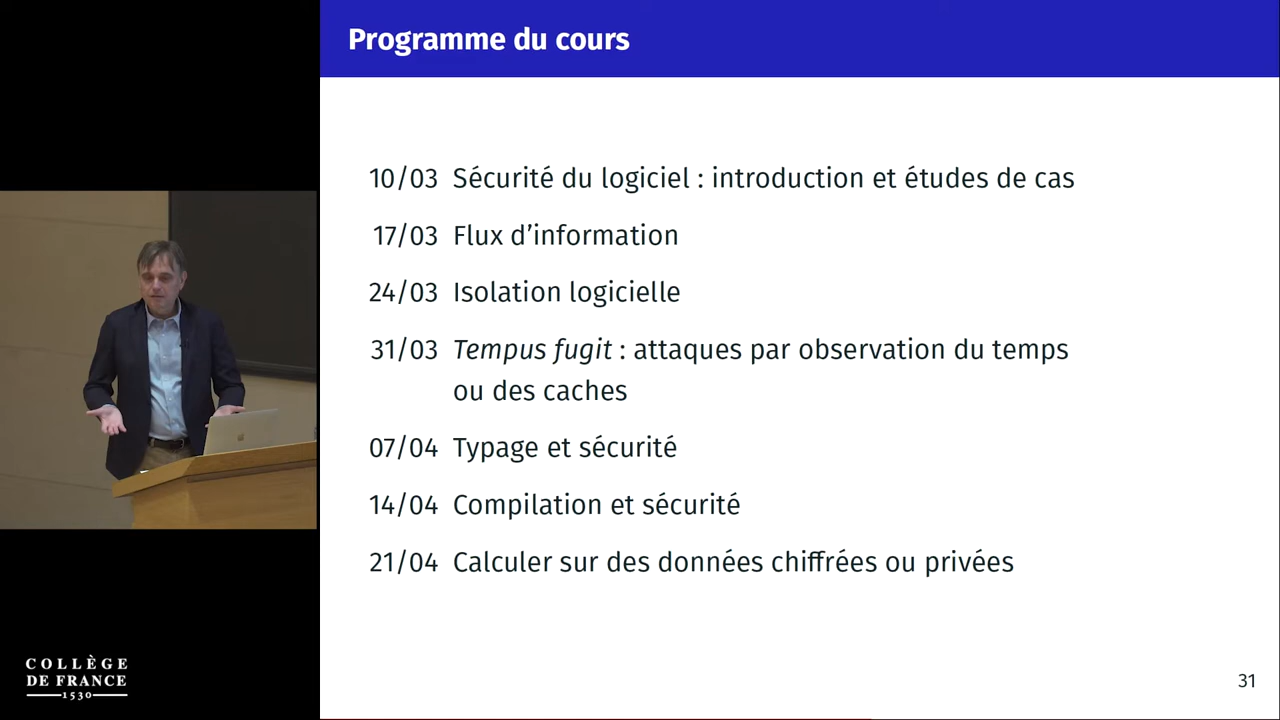 Programme du cours
10/03 Sécurité du logiciel : introduction et études de cas
17/03 Flux d’information
24/03 Isolation logicielle
31/03 Tempus fugit : attaques par observation du temps
ou des caches
07/04 Typage et sécurité
14/04 Compilation et sécurité
21/04 Calculer sur des données chiffrées ou privées
COLLÈGE
DE FRANCE
1530
31